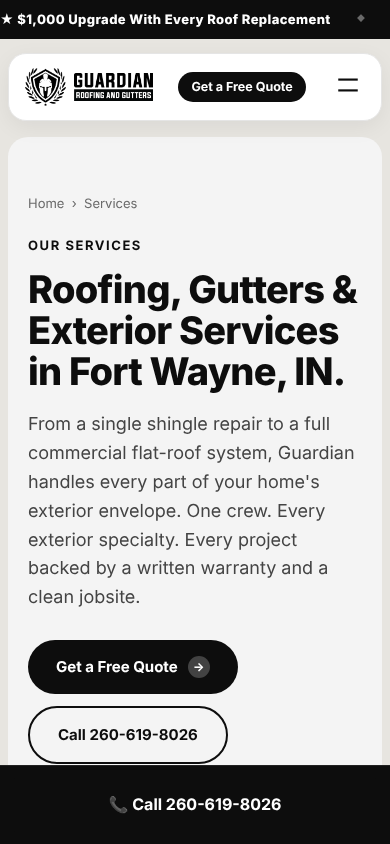 ★ $1,000 Upgrade With Every Roof Replacement ◆
GUARDIAN
ROOFING AND GUTTERS
Get a Free Quote
Home › Services
OUR SERVICES
Roofing, Gutters &
Exterior Services
in Fort Wayne, IN.
From a single shingle repair to a full
commercial flat-roof system, Guardian
handles every part of your home's
exterior envelope. One crew. Every
exterior specialty. Every project
backed by a written warranty and a
clean jobsite.
Get a Free Quote →
Call 260-619-8026
📞 Call 260-619-8026